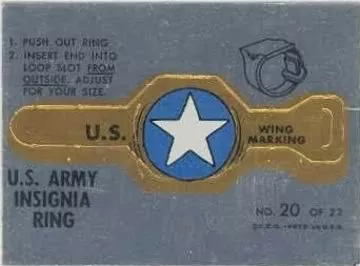 1. PUSH OUT RING
2. INSERT END INTO
LOOP SLOT FROM
OUTSIDE. ADJUST
FOR YOUR SIZE.
U.S.
WING
MARKING
U.S. ARMY
INSIGNIA
RING
NO. 20 OF 22